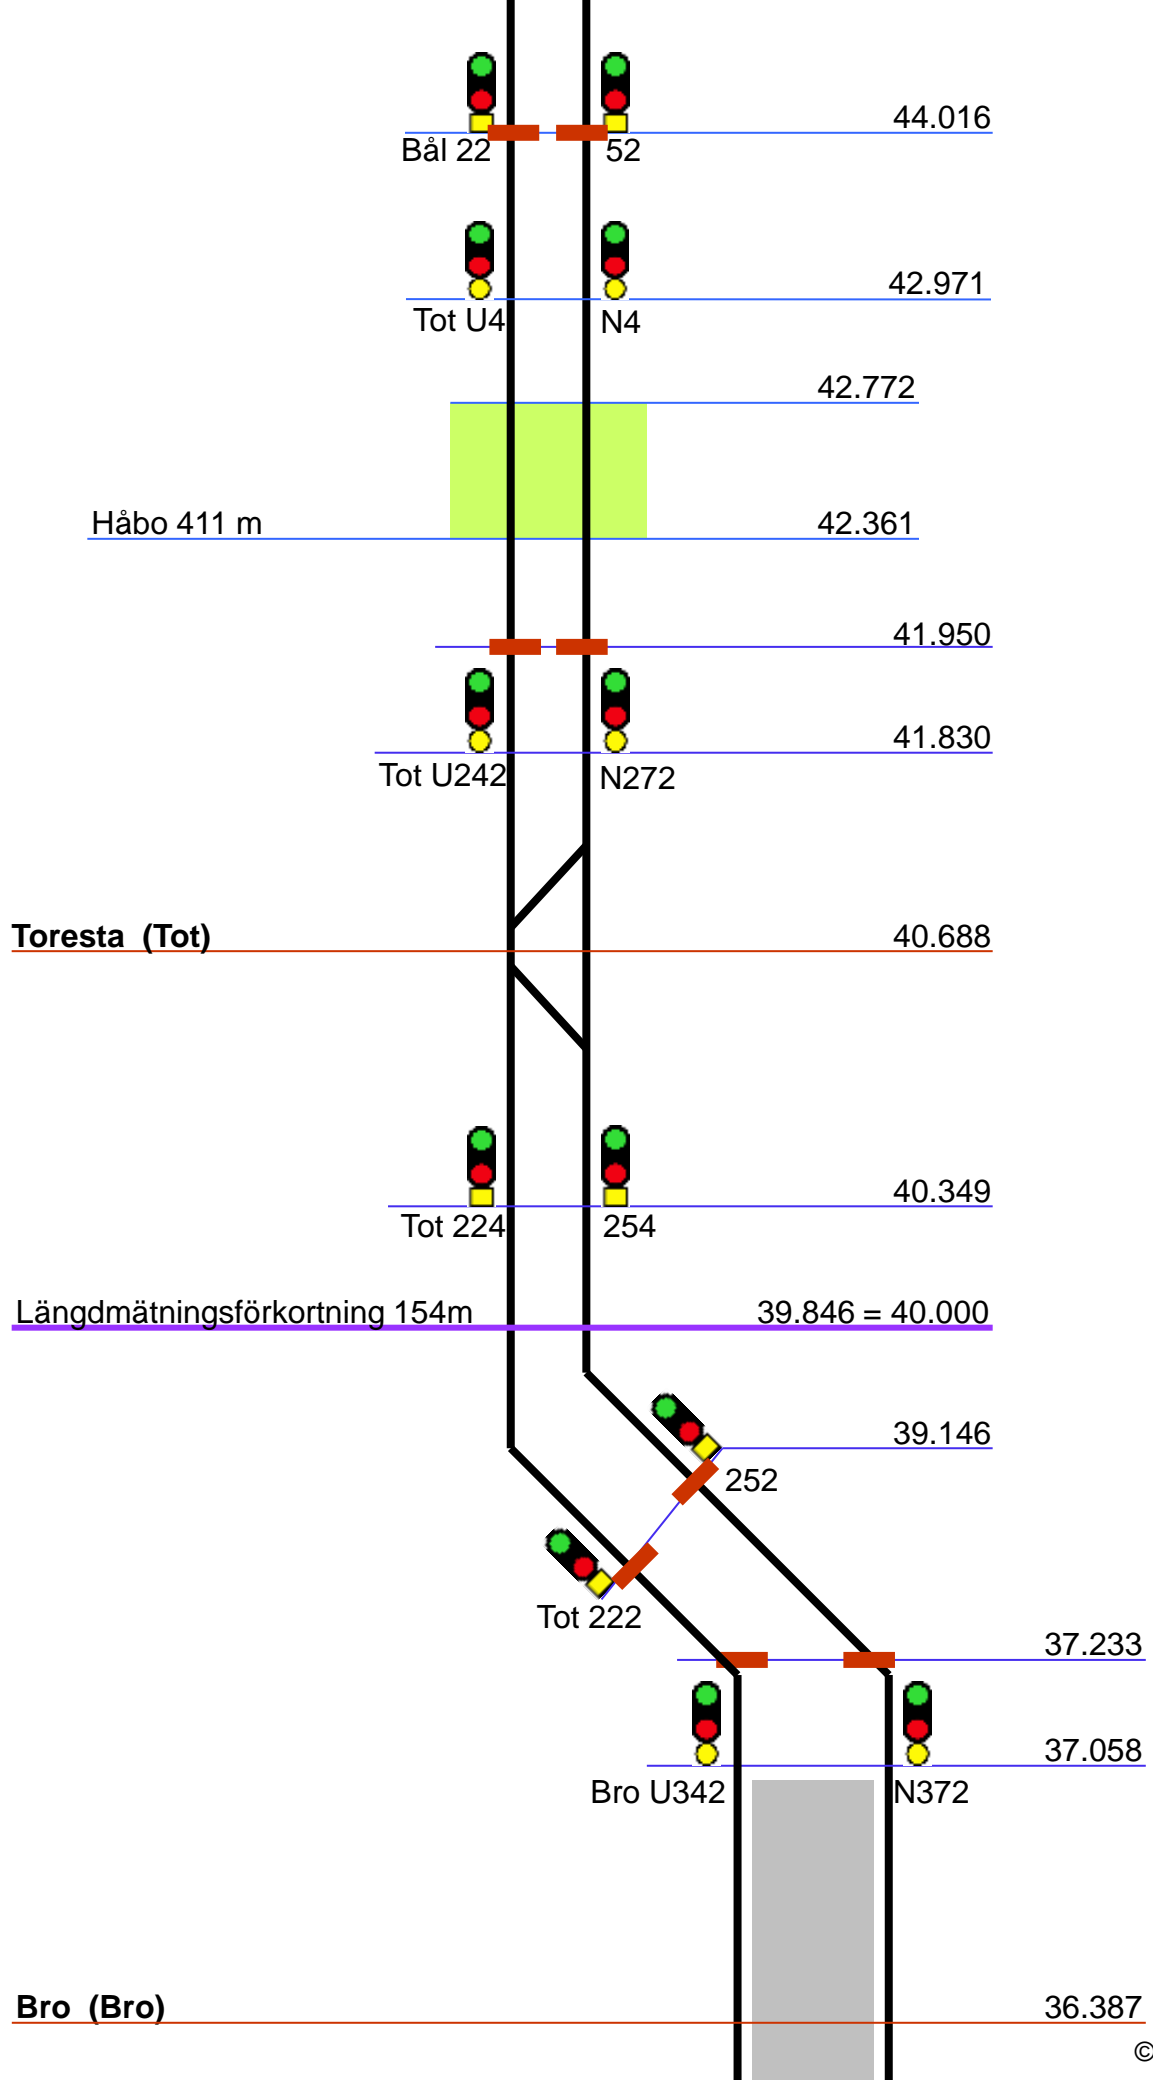 44.016
Bål 22 52
42.971
Tot U4 N4
42.772
Håbo 411 m 42.361
41.950
41.830
Tot U242 N272
Toresta (Tot) 40.688
40.349
Tot 224 254
Längdmätningsförkortning 154m 39.846 = 40.000
39.146
252
Tot 222
37.233
37.058
Bro U342 N372
Bro (Bro) 36.387
©